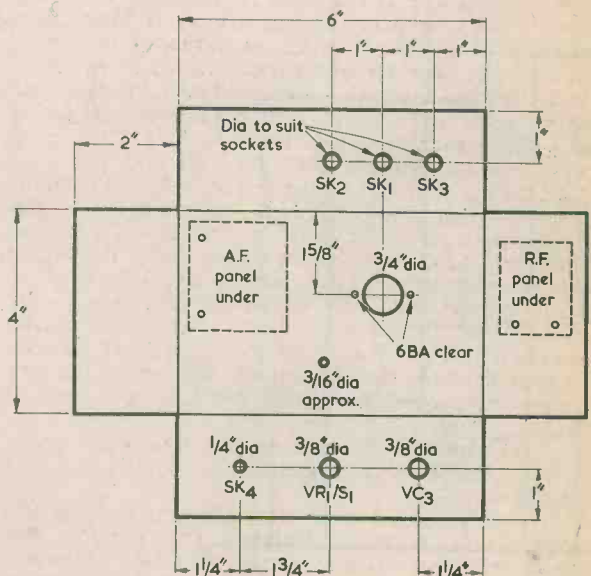 6"
1" 1" 1"
Dia to suit
sockets
SK2 SK1 SK3
1"
2"
4"
A.F.
panel
under
1 5/8"
3/4" dia
R.F.
panel
under
6BA clear
3/16" dia
approx.
1/4" dia
SK4
3/8" dia
VR1/S1
3/8" dia
VC3
1"
1 1/4" 1 3/4" 1 1/4"